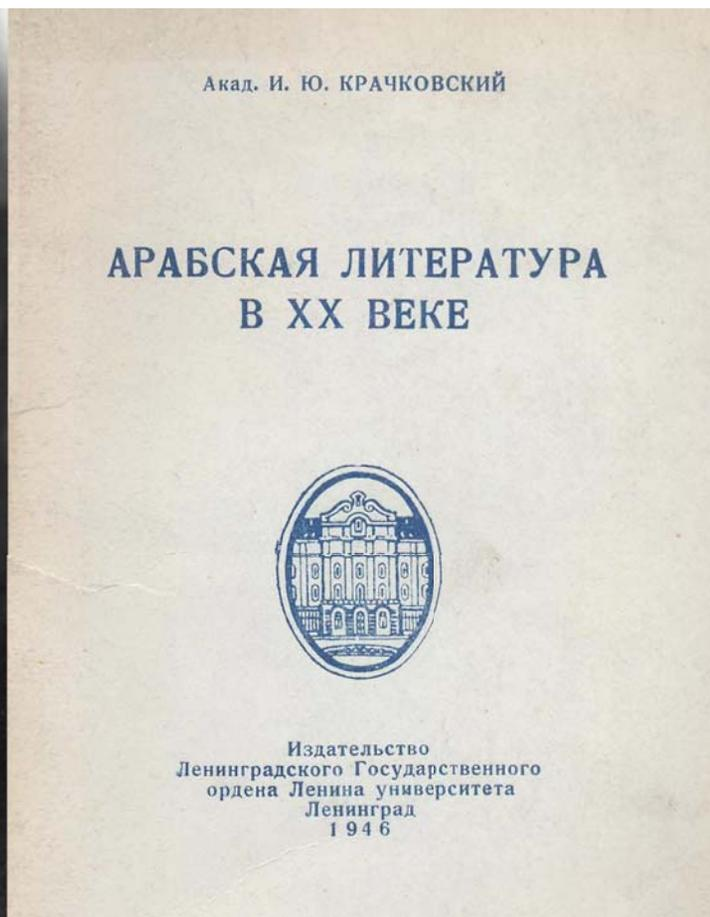 Акад. И. Ю. КРАЧКОВСКИЙ
АРАБСКАЯ ЛИТЕРАТУРА
В XX ВЕКЕ
Издательство
Ленинградского Государственного
ордена Ленина университета
Ленинград
1946